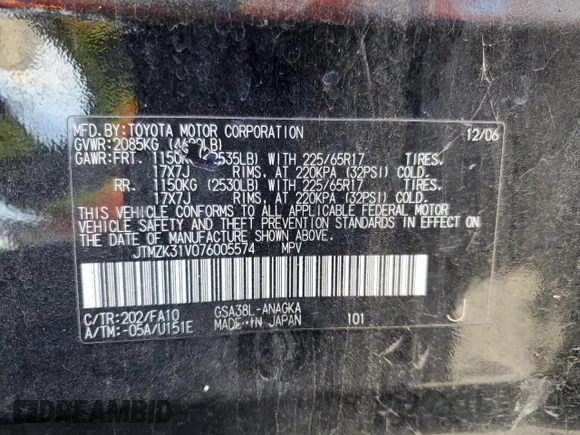 MFD.BY:TOYOTA MOTOR CORPORATION 12/06
GVWR:2085KG LB)
GAWR:FRT. 1150K 2535LB) WITH 225/65R17 TIRES,
17X7J RIMS, AT 220KPA (32PSI) COLD.
RR. 1150KG (2530LB) WITH 225/65R17 TIRES,
17X7J RIMS, AT 220KPA (32PSI) COLD.
THIS VEHICLE CONFORMS TO ALL APPLICABLE FEDERAL MOTOR
VEHICLE SAFETY AND THEFT PREVENTION STANDARDS IN EFFECT
ON THE DATE OF MANUFACTURE SHOWN ABOVE.
JTMZK31V076005574 MPV
C/TR:202/FA10 GSA38L-ANAGKA
A/TM:-05A/U151E MADE IN JAPAN 101 J
DREAMBID